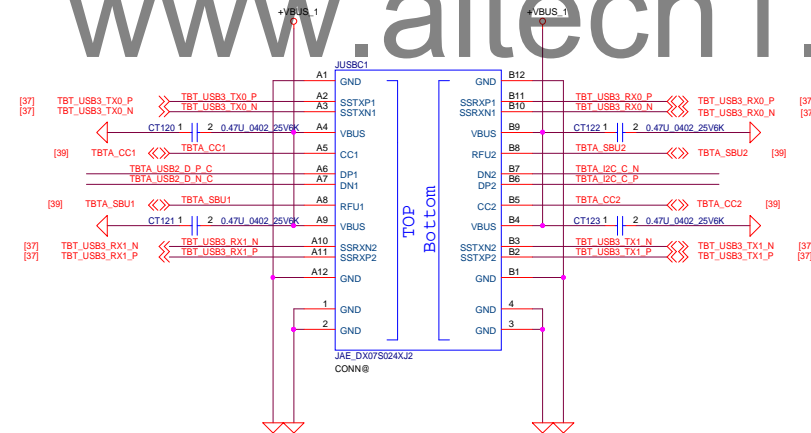 www.aitech1.
+VBUS_1 +VBUS_1
JUSBC1
A1 GND GND B12
[37] TBT_USB3_TX0_P TBT_USB3_TX0_P A2 SSTXP1 SSRXP1 B11 TBT_USB3_RX0_P TBT_USB3_RX0_P [37]
[37] TBT_USB3_TX0_N TBT_USB3_TX0_N A3 SSTXN1 SSRXN1 B10 TBT_USB3_RX0_N TBT_USB3_RX0_N [37
CT120 1 2 0.47U_0402_25V6K A4 VBUS VBUS B9 CT122 1 2 0.47U_0402_25V6K
[39] TBTA_CC1 TBTA_CC1 A5 CC1 RFU2 B8 TBTA_SBU2 TBTA_SBU2 [39]
TBTA_USB2_D_P_C A6 DP1 DN2 B7 TBTA_I2C_C_N
TBTA_USB2_D_N_C A7 DN1 DP2 B6 TBTA_I2C_C_P
[39] TBTA_SBU1 TBTA_SBU1 A8 RFU1 CC2 B5 TBTA_CC2 TBTA_CC2 [39]
CT121 1 2 0.47U_0402_25V6K A9 VBUS VBUS B4 CT123 1 2 0.47U_0402_25V6K
[37] TBT_USB3_RX1_N TBT_USB3_RX1_N A10 SSRXN2 SSTXN2 B3 TBT_USB3_TX1_N TBT_USB3_TX1_N [37
[37] TBT_USB3_RX1_P TBT_USB3_RX1_P A11 SSRXP2 SSTXP2 B2 TBT_USB3_TX1_P TBT_USB3_TX1_P [37]
A12 GND GND B1
TOP
Bottom
1 GND GND 4
2 GND GND 3
JAE_DX07S024XJ2
CONN@